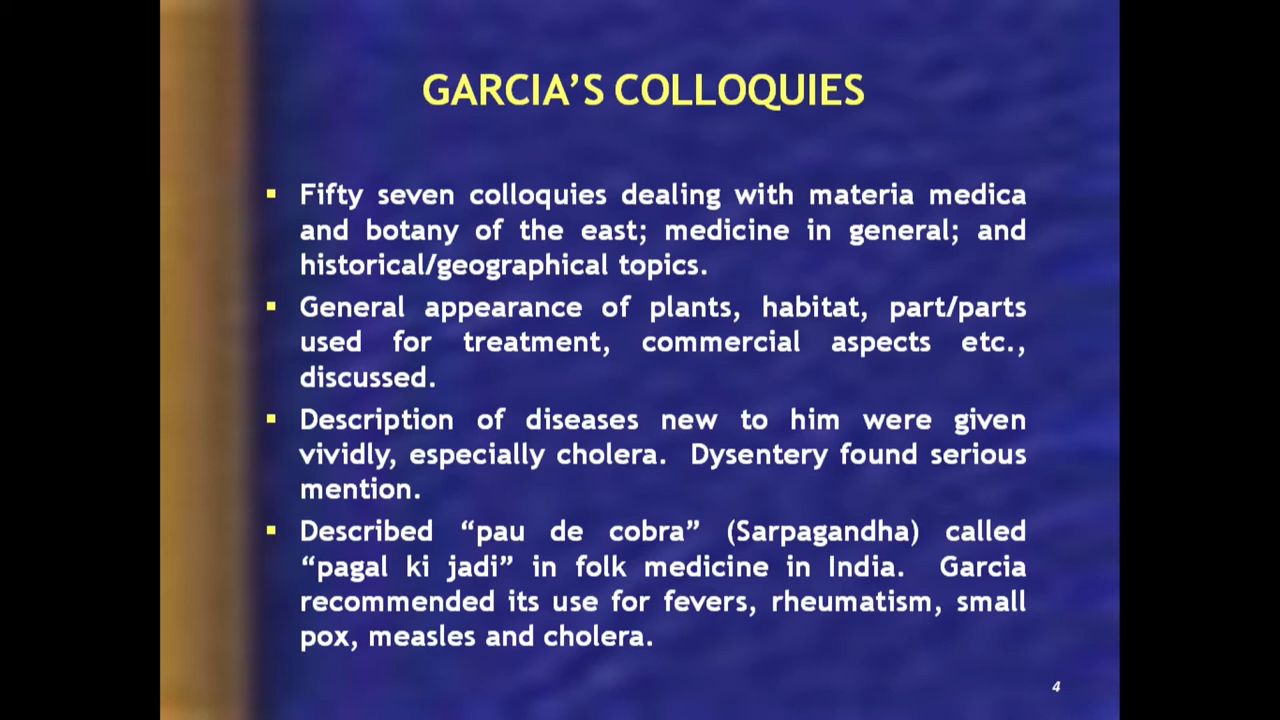 GARCIA'S COLLOQUIES
▪ Fifty seven colloquies dealing with materia medica
and botany of the east; medicine in general; and
historical/geographical topics.
▪ General appearance of plants, habitat, part/parts
used for treatment, commercial aspects etc.,
discussed.
▪ Description of diseases new to him were given
vividly, especially cholera. Dysentery found serious
mention.
▪ Described “pau de cobra” (Sarpagandha) called
“pagal ki jadi” in folk medicine in India. Garcia
recommended its use for fevers, rheumatism, small
pox, measles and cholera.
4